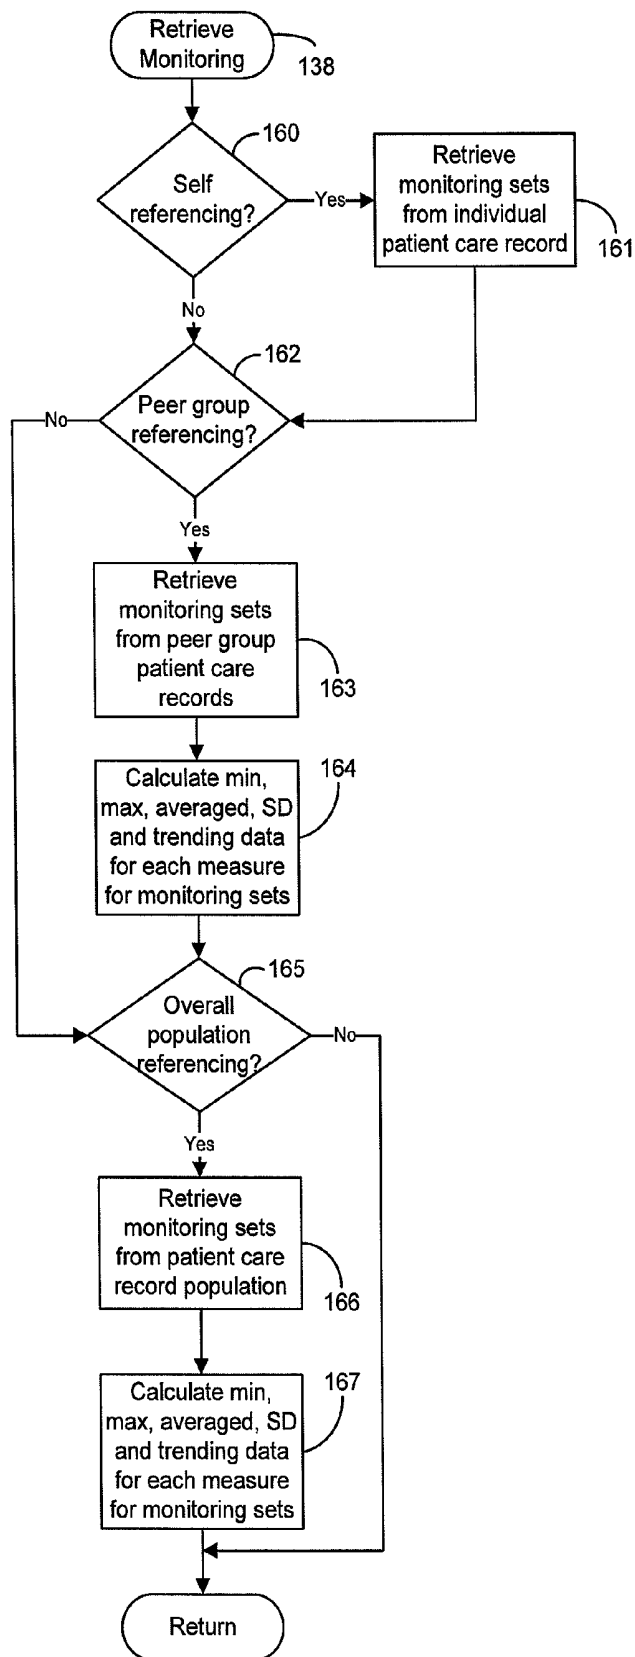 Retrieve
Monitoring
138
160
Self
referencing?
Yes
Retrieve
monitoring sets
from individual
patient care record
161
No
162
Peer group
referencing?
No
Yes
Retrieve
monitoring sets
from peer group
patient care
records
163
164
Calculate min,
max, averaged, SD
and trending data
for each measure
for monitoring sets
165
Overall
population
referencing?
No
Yes
Retrieve
monitoring sets
from patient care
record population
166
167
Calculate min,
max, averaged, SD
and trending data
for each measure
for monitoring sets
Return